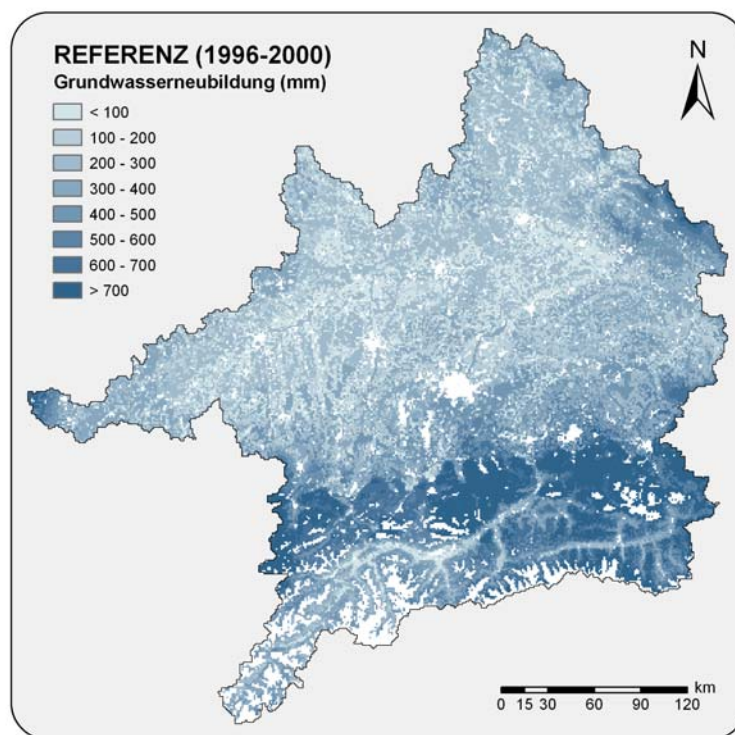 REFERENZ (1996-2000)
Grundwasserneubildung (mm)
< 100
100 - 200
200 - 300
300 - 400
400 - 500
500 - 600
600 - 700
> 700
N
km
0 15 30 60 90 120